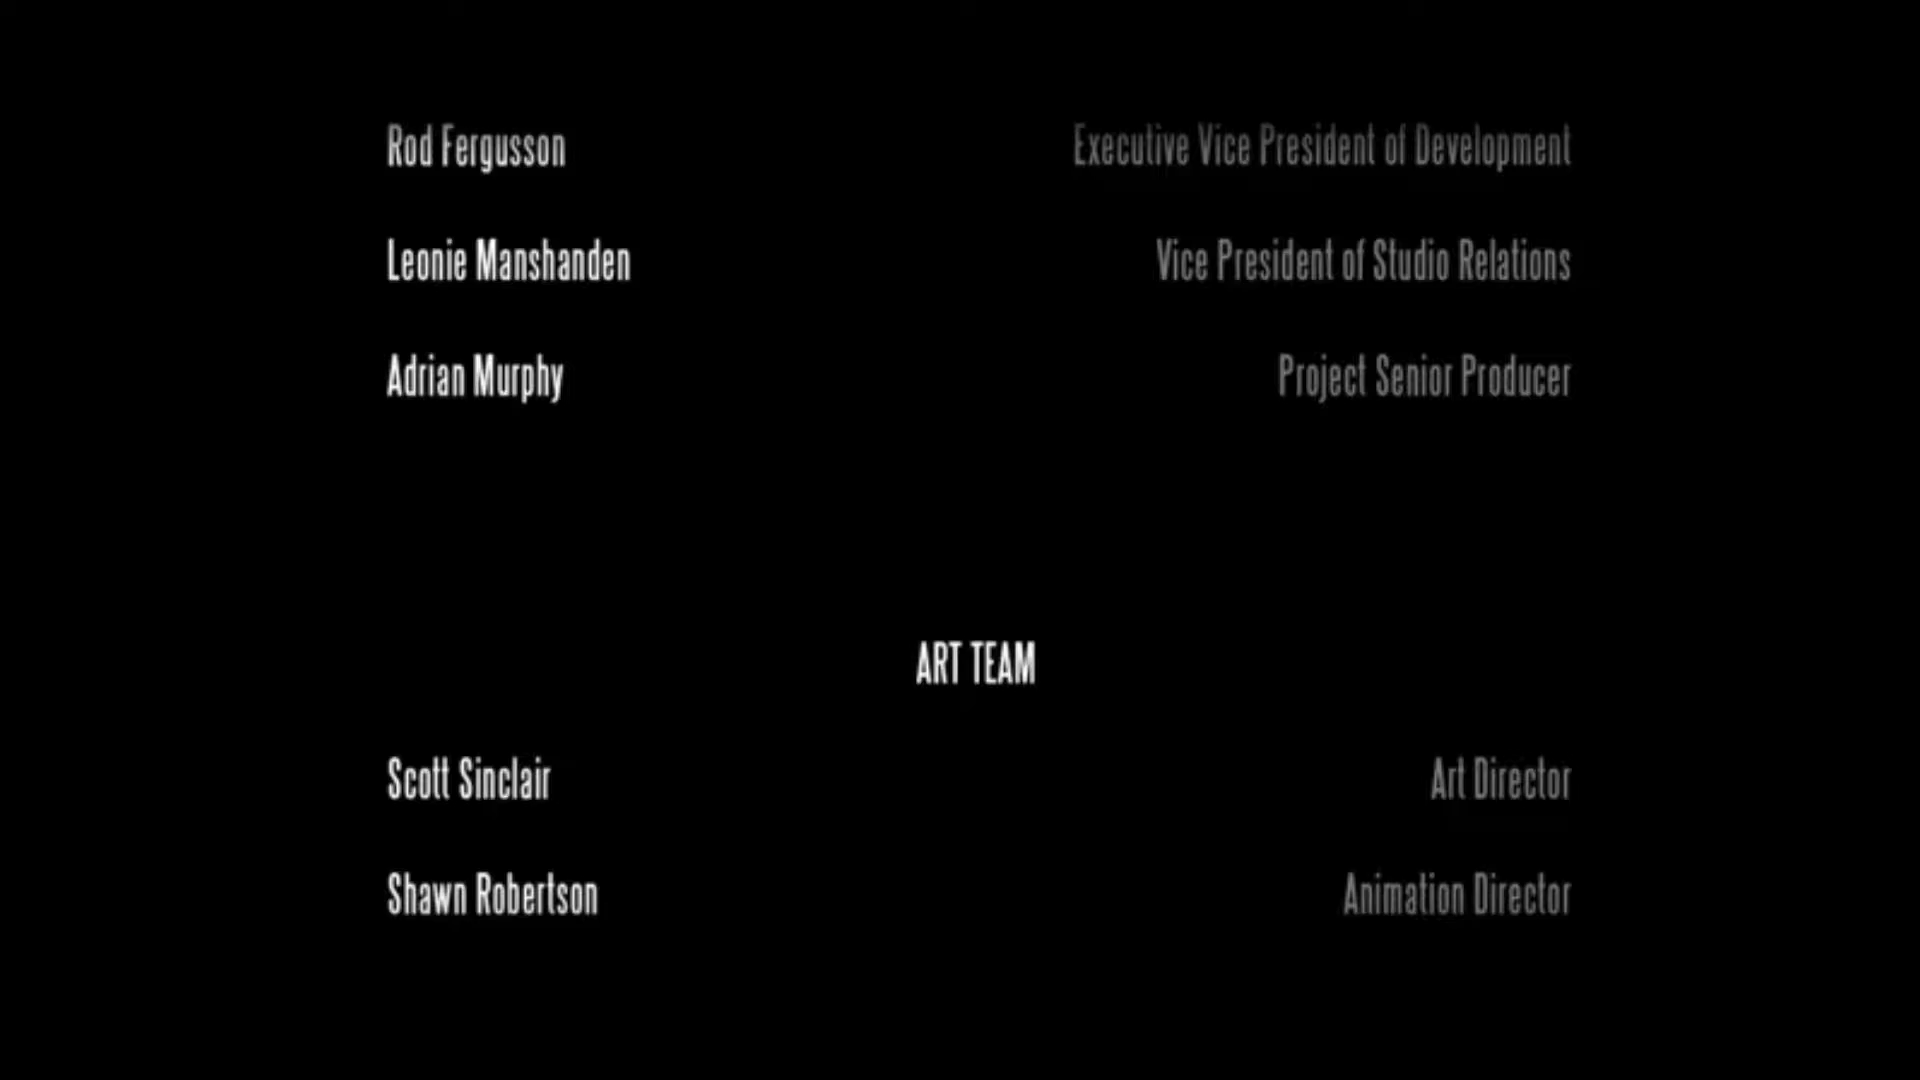 Rod Fergusson Executive Vice President of Development
Leonie Manshanden Vice President of Studio Relations
Adrian Murphy Project Senior Producer
ART TEAM
Scott Sinclair Art Director
Shawn Robertson Animation Director